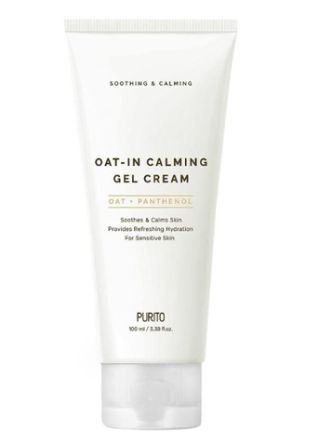 SOOTHING & CALMING
OAT-IN CALMING
GEL CREAM
OAT + PANTHENOL
Soothes & Calms Skin
Provides Refreshing Hydration
For Sensitive Skin
PURITO
100 ml / 3.38 fl.oz.